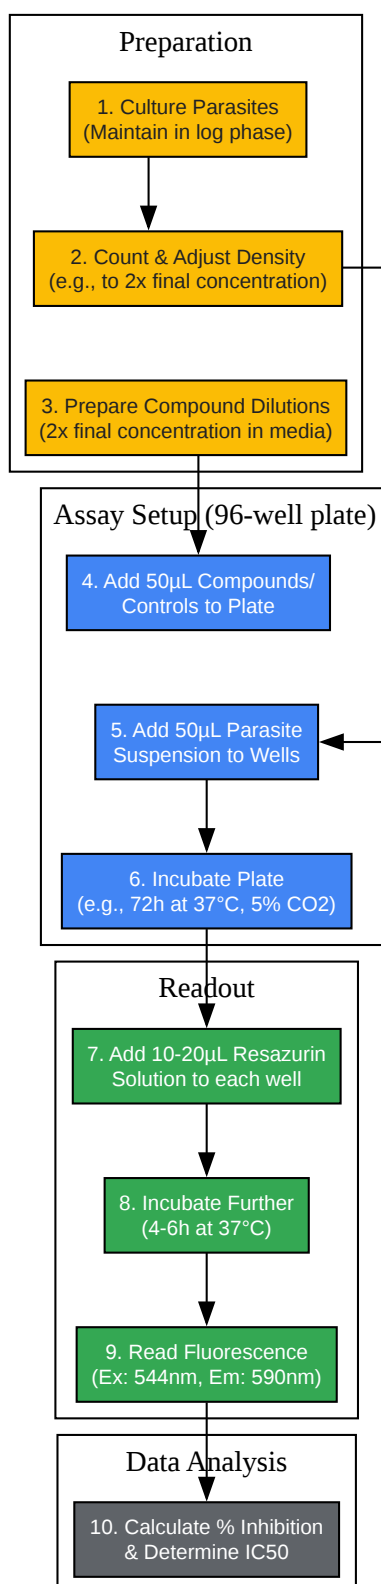 Preparation
1. Culture Parasites
(Maintain in log phase)
2. Count & Adjust Density
(e.g., to 2x final concentration)
3. Prepare Compound Dilutions
(2x final concentration in media)
Assay Setup (96-well plate)
4. Add 50µL Compounds/
Controls to Plate
5. Add 50µL Parasite
Suspension to Wells
6. Incubate Plate
(e.g., 72h at 37°C, 5% CO2)
Readout
7. Add 10-20µL Resazurin
Solution to each well
8. Incubate Further
(4-6h at 37°C)
9. Read Fluorescence
(Ex: 544nm, Em: 590nm)
Data Analysis
10. Calculate % Inhibition
& Determine IC50